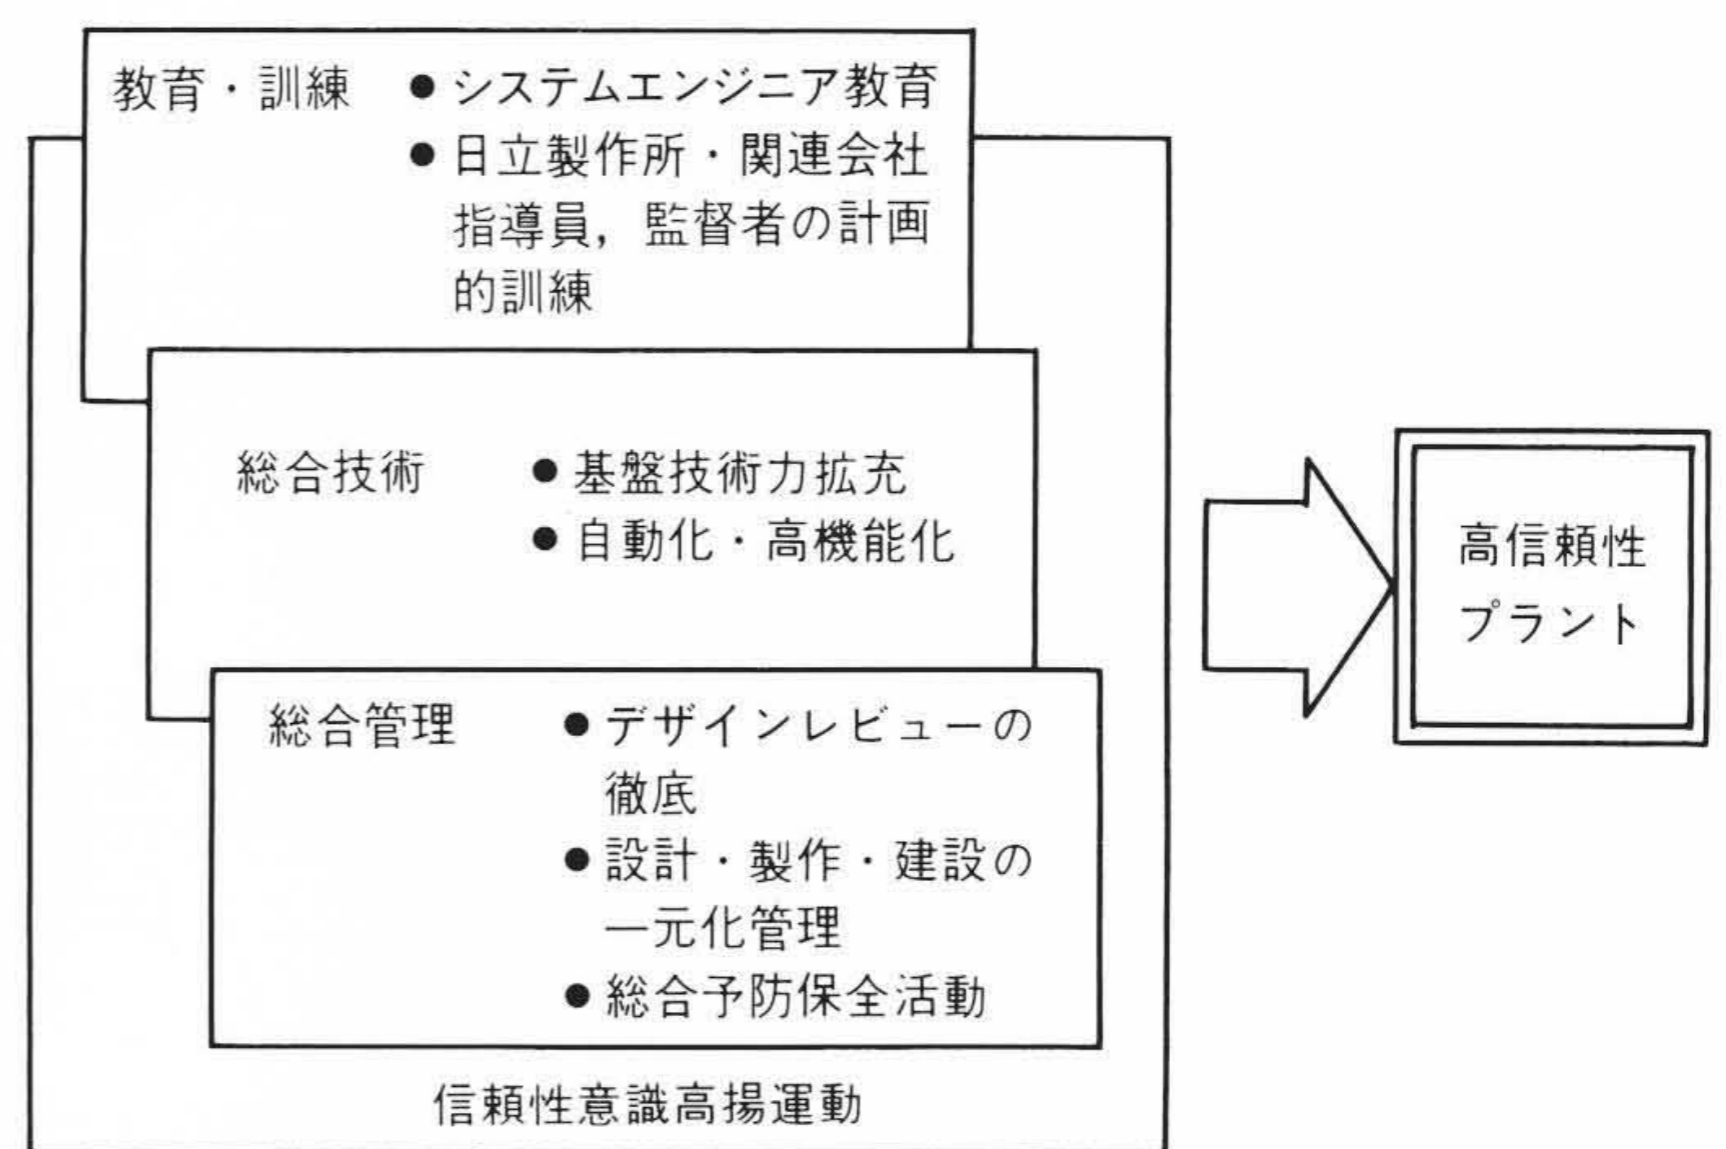 教育・訓練 ●システムエンジニア教育
●日立製作所・関連会社
指導員，監督者の計画
的訓練
総合技術 ●基盤技術力拡充
●自動化・高機能化
総合管理 ●デザインレビューの
徹底
●設計・製作・建設の
一元化管理
●総合予防保全活動
信頼性意識高揚運動
高信頼性
プラント